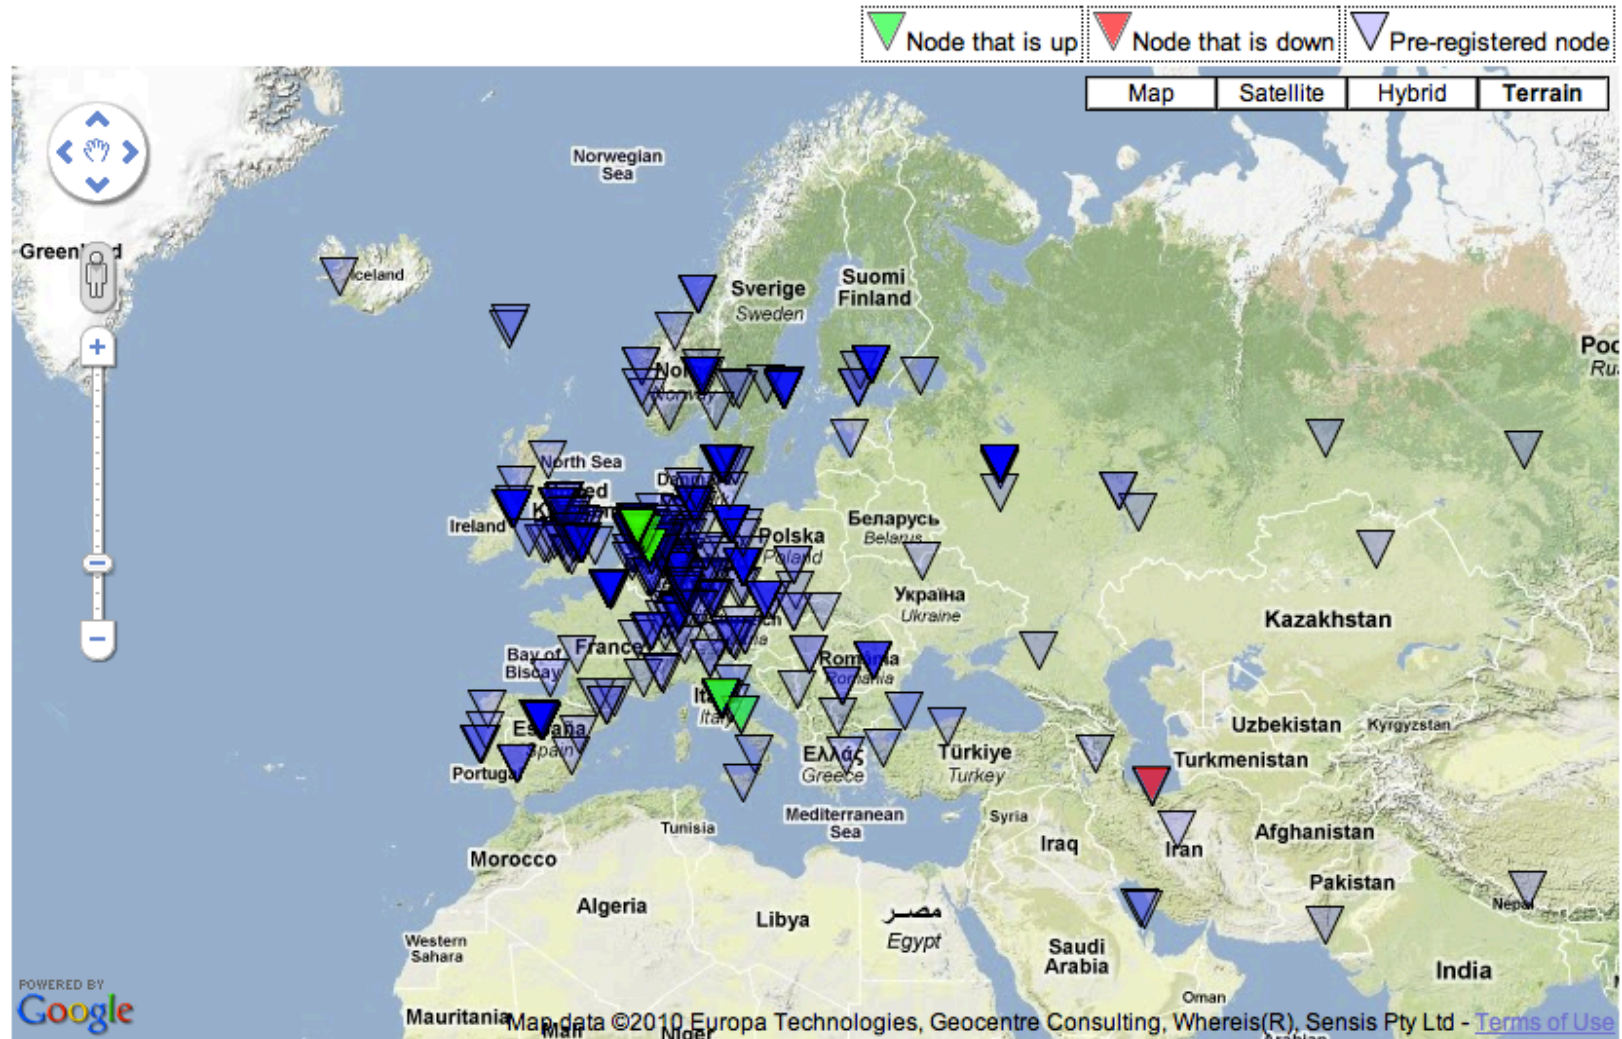 Node that is up
Node that is down
Pre-registered node
Map
Satellite
Hybrid
Terrain
Norwegian
Sea
Iceland
Sverige
Sweden
Suomi
Finland
Norway
North Sea
Ireland
Беларусь
Belarus
Polska
Poland
Україна
Ukraine
Kazakhstan
France
Bay of
Biscay
România
Romania
España
Spain
Italy
Uzbekistan
Kyrgyzstan
Ελλάς
Greece
Türkiye
Turkey
Turkmenistan
Mediterranean
Sea
Tunisia
Syria
Iraq
Iran
Afghanistan
Morocco
Pakistan
Algeria
Libya
مصر
Egypt
Nepal
Western
Sahara
Saudi
Arabia
India
Oman
POWERED BY
Google
Mauritania
Mali
Niger
Map data ©2010 Europa Technologies, Geocentre Consulting, Whereis(R), Sensis Pty Ltd - Terms of Use